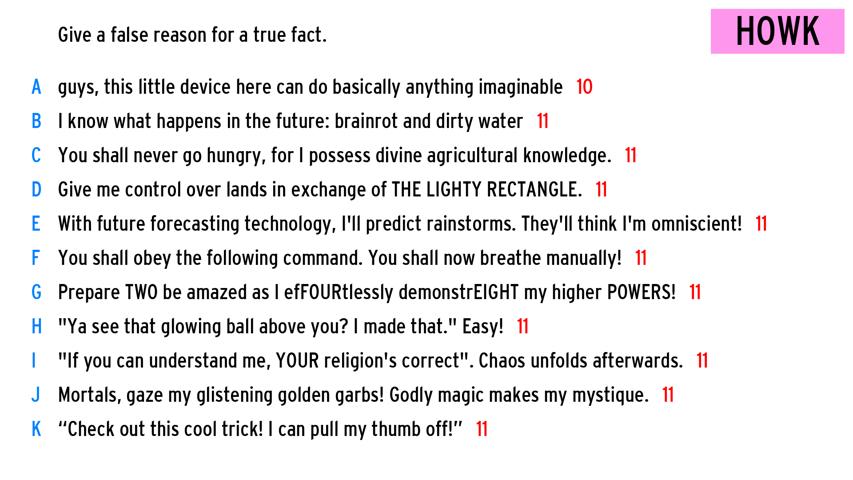 Give a false reason for a true fact.
HOWK
A guys, this little device here can do basically anything imaginable 10
B I know what happens in the future: brainrot and dirty water 11
C You shall never go hungry, for I possess divine agricultural knowledge. 11
D Give me control over lands in exchange of THE LIGHTY RECTANGLE. 11
E With future forecasting technology, I'll predict rainstorms. They'll think I'm omniscient! 11
F You shall obey the following command. You shall now breathe manually! 11
G Prepare TWO be amazed as I efFOURtlessly demonstrEIGHT my higher POWERS! 11
H "Ya see that glowing ball above you? I made that." Easy! 11
I "If you can understand me, YOUR religion's correct". Chaos unfolds afterwards. 11
J Mortals, gaze my glistening golden garbs! Godly magic makes my mystique. 11
K “Check out this cool trick! I can pull my thumb off!” 11